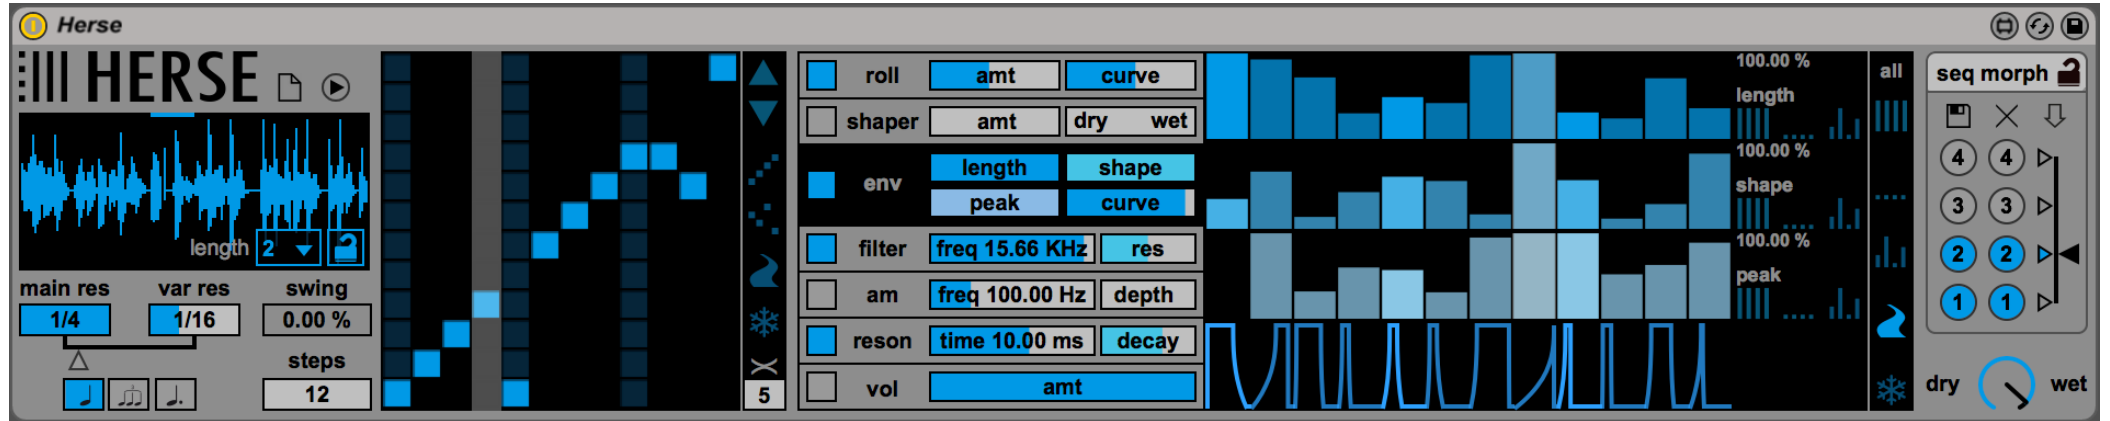 Herse
HERSE
length 2
main res var res swing
1/4 1/16 0.00 %
steps
12
5
roll amt curve
shaper amt dry wet
env length shape
peak curve
filter freq 15.66 KHz res
am freq 100.00 Hz depth
reson time 10.00 ms decay
vol amt
100.00 %
length
100.00 %
shape
100.00 %
peak
all
seq morph
4 4
3 3
2 2
1 1
dry wet